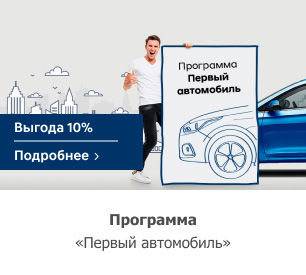 Программа
Первый
автомобиль
Выгода 10%
Подробнее >
Программа
«Первый автомобиль»